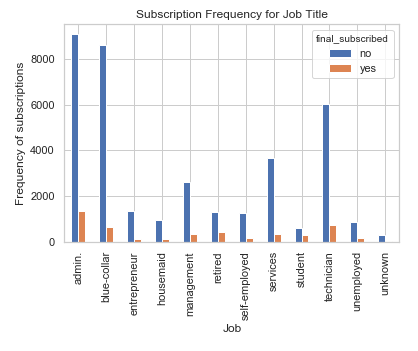 Subscription Frequency for Job Title
final_subscribed
no
yes
Frequency of subscriptions
8000
6000
4000
2000
0
admin.
blue-collar
entrepreneur
housemaid
management
retired
self-employed
services
student
technician
unemployed
unknown
Job